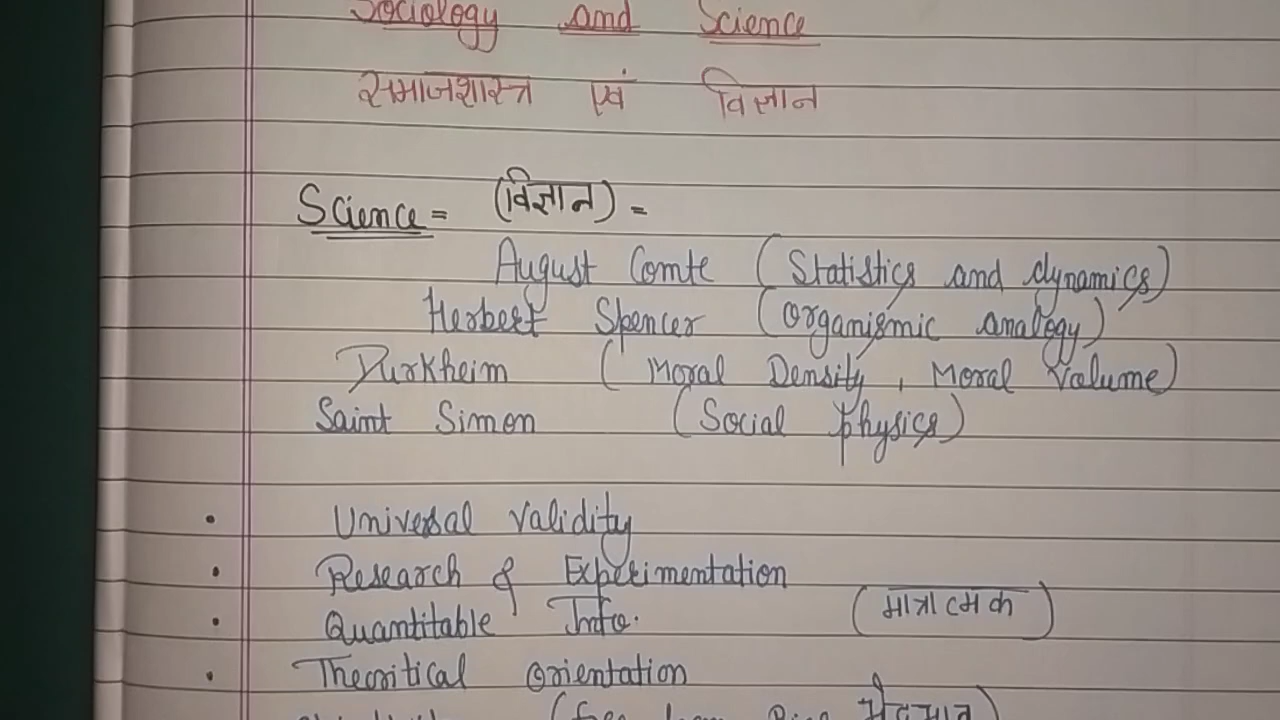 Sociology and Science
समाजशास्त्र एवं विज्ञान
Science = (विज्ञान) =
August Comte (Statistics and dynamics)
Herbert Spencer (Organismic analogy)
Durkheim (Moral Density, Moral Volume)
Saint Simon (Social Physics)
• Universal Validity
• Research & Experimentation
• Quantitable Info. (मात्रात्मक)
• Theoritical Orientation